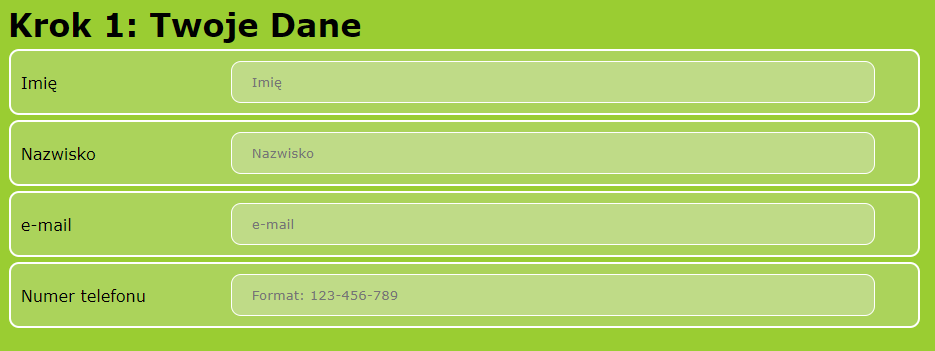 Krok 1: Twoje Dane
Imię Imię
Nazwisko Nazwisko
e-mail e-mail
Numer telefonu Format: 123-456-789